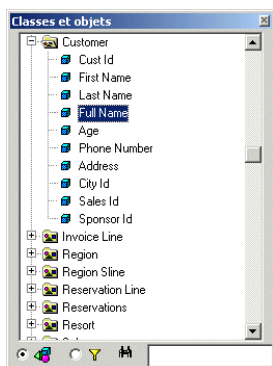 Classes et objets
Customer
Cust Id
First Name
Last Name
Full Name
Age
Phone Number
Address
City Id
Sales Id
Sponsor Id
Invoice Line
Region
Region Sline
Reservation Line
Reservations
Resort